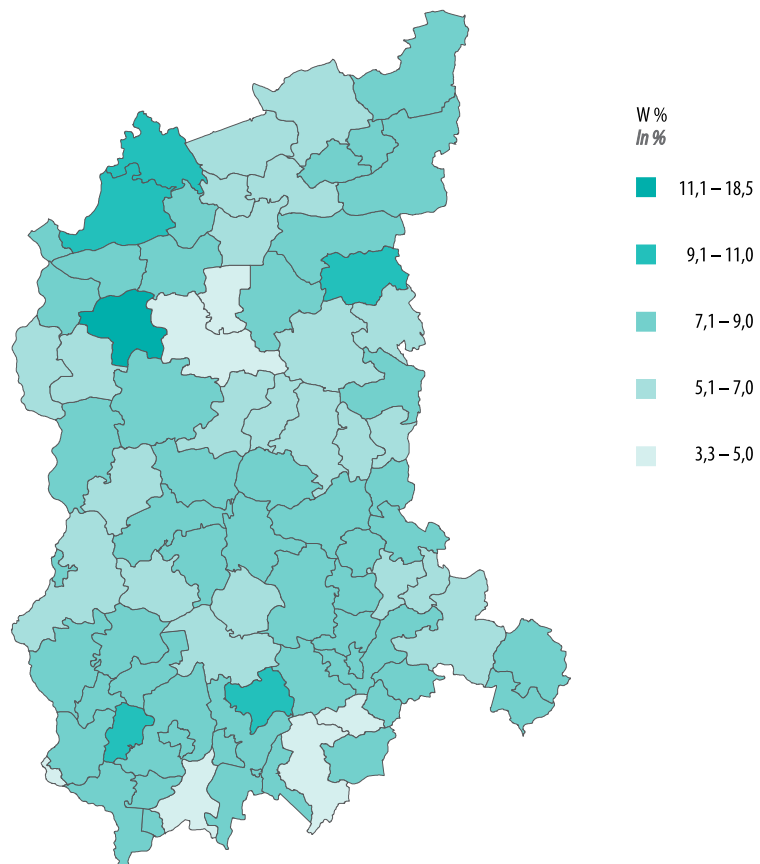 W %
In %
11,1 – 18,5
9,1 – 11,0
7,1 – 9,0
5,1 – 7,0
3,3 – 5,0